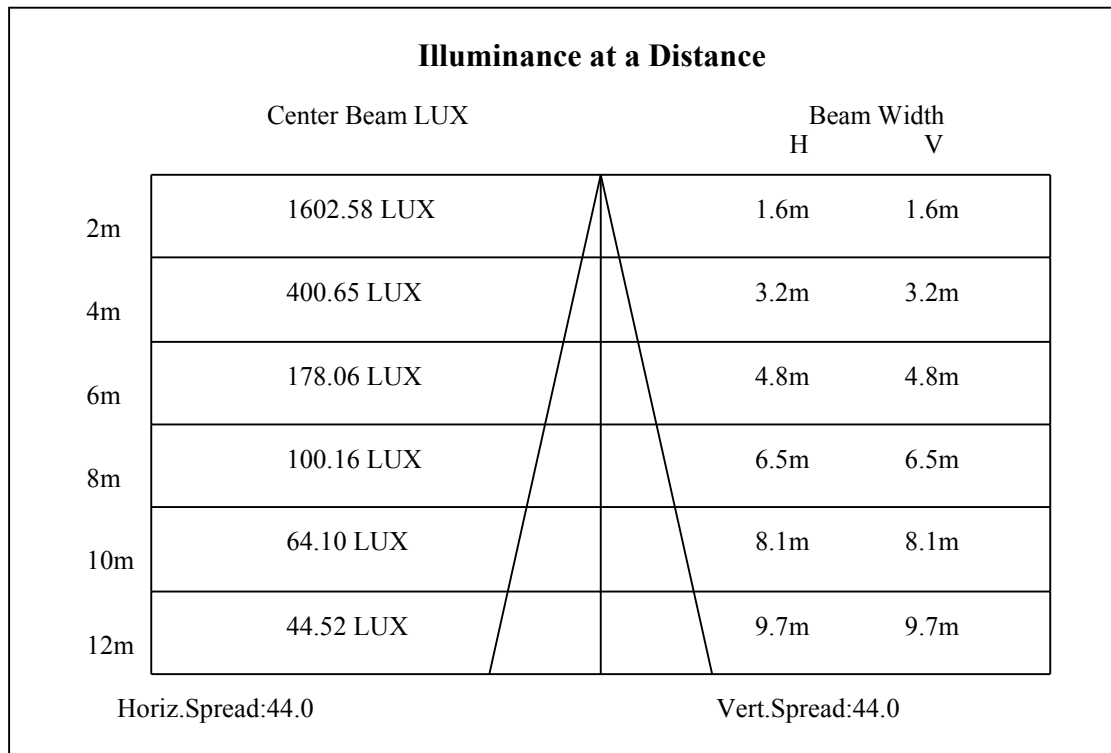 Illuminance at a Distance
Center Beam LUX Beam Width
H V
2m 1602.58 LUX 1.6m 1.6m
4m 400.65 LUX 3.2m 3.2m
6m 178.06 LUX 4.8m 4.8m
8m 100.16 LUX 6.5m 6.5m
10m 64.10 LUX 8.1m 8.1m
12m 44.52 LUX 9.7m 9.7m
Horiz.Spread:44.0 Vert.Spread:44.0